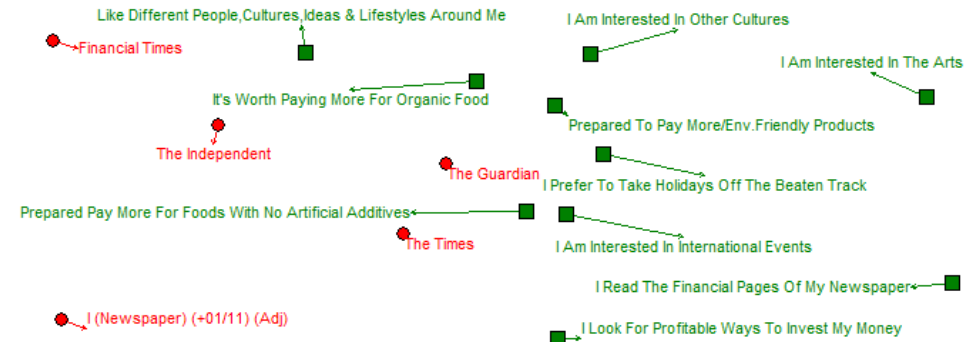 Like Different People,Cultures,Ideas & Lifestyles Around Me
I Am Interested In Other Cultures
Financial Times
I Am Interested In The Arts
It's Worth Paying More For Organic Food
Prepared To Pay More/Env.Friendly Products
The Independent
The Guardian
I Prefer To Take Holidays Off The Beaten Track
Prepared Pay More For Foods With No Artificial Additives
The Times
I Am Interested In International Events
I Read The Financial Pages Of My Newspaper
I (Newspaper) (+01/11) (Adj)
I Look For Profitable Ways To Invest My Money